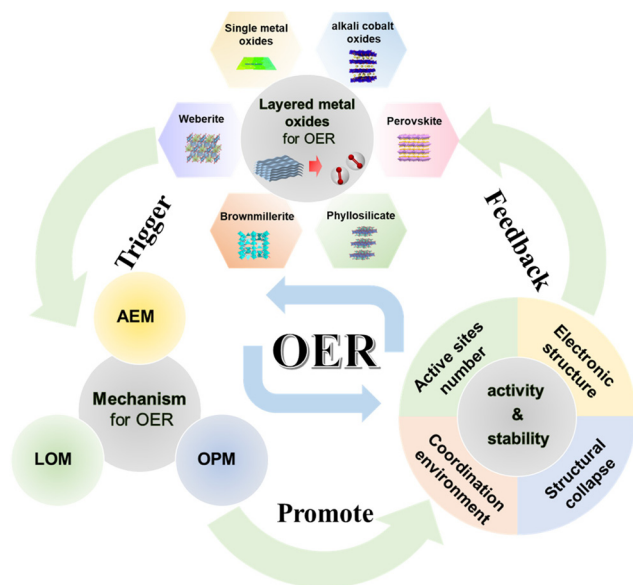 Single metal
oxides
alkali cobalt
oxides
Weberite
Layered metal
oxides
for OER
Perovskite
Brownmillerite
Phyllosilicate
Trigger
Feedback
AEM
Mechanism
for OER
LOM
OPM
OER
Active sites
number
Electronic
structure
activity
&
stability
Coordination
environment
Structural
collapse
Promote